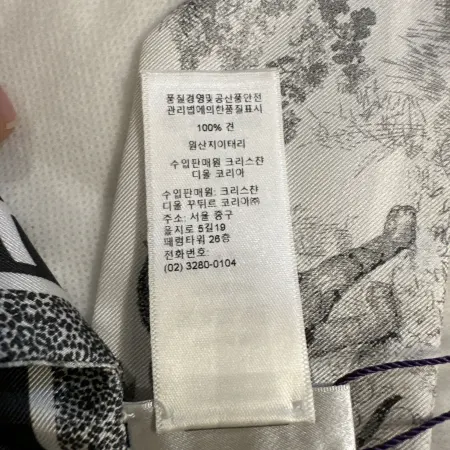 품질경영및공산품안전
관리법에의한품질표시
100% 견
원산지이태리
수입판매원 크리스챤
디올 코리아
수입판매원: 크리스챤
디올 꾸뛰르 코리아㈜
주소: 서울 중구
을지로 5길19
페럼타워 26층
전화번호:
(02) 3280-0104